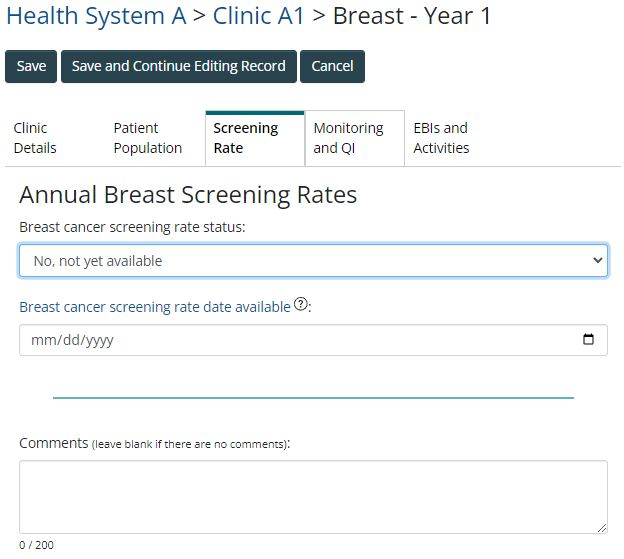 Health System A > Clinic A1 > Breast - Year 1
Save Save and Continue Editing Record Cancel
Clinic Details
Patient Population
Screening Rate
Monitoring and QI
EBIs and Activities
Annual Breast Screening Rates
Breast cancer screening rate status:
No, not yet available
Breast cancer screening rate date available ?:
mm/dd/yyyy
Comments (leave blank if there are no comments):
0 / 200